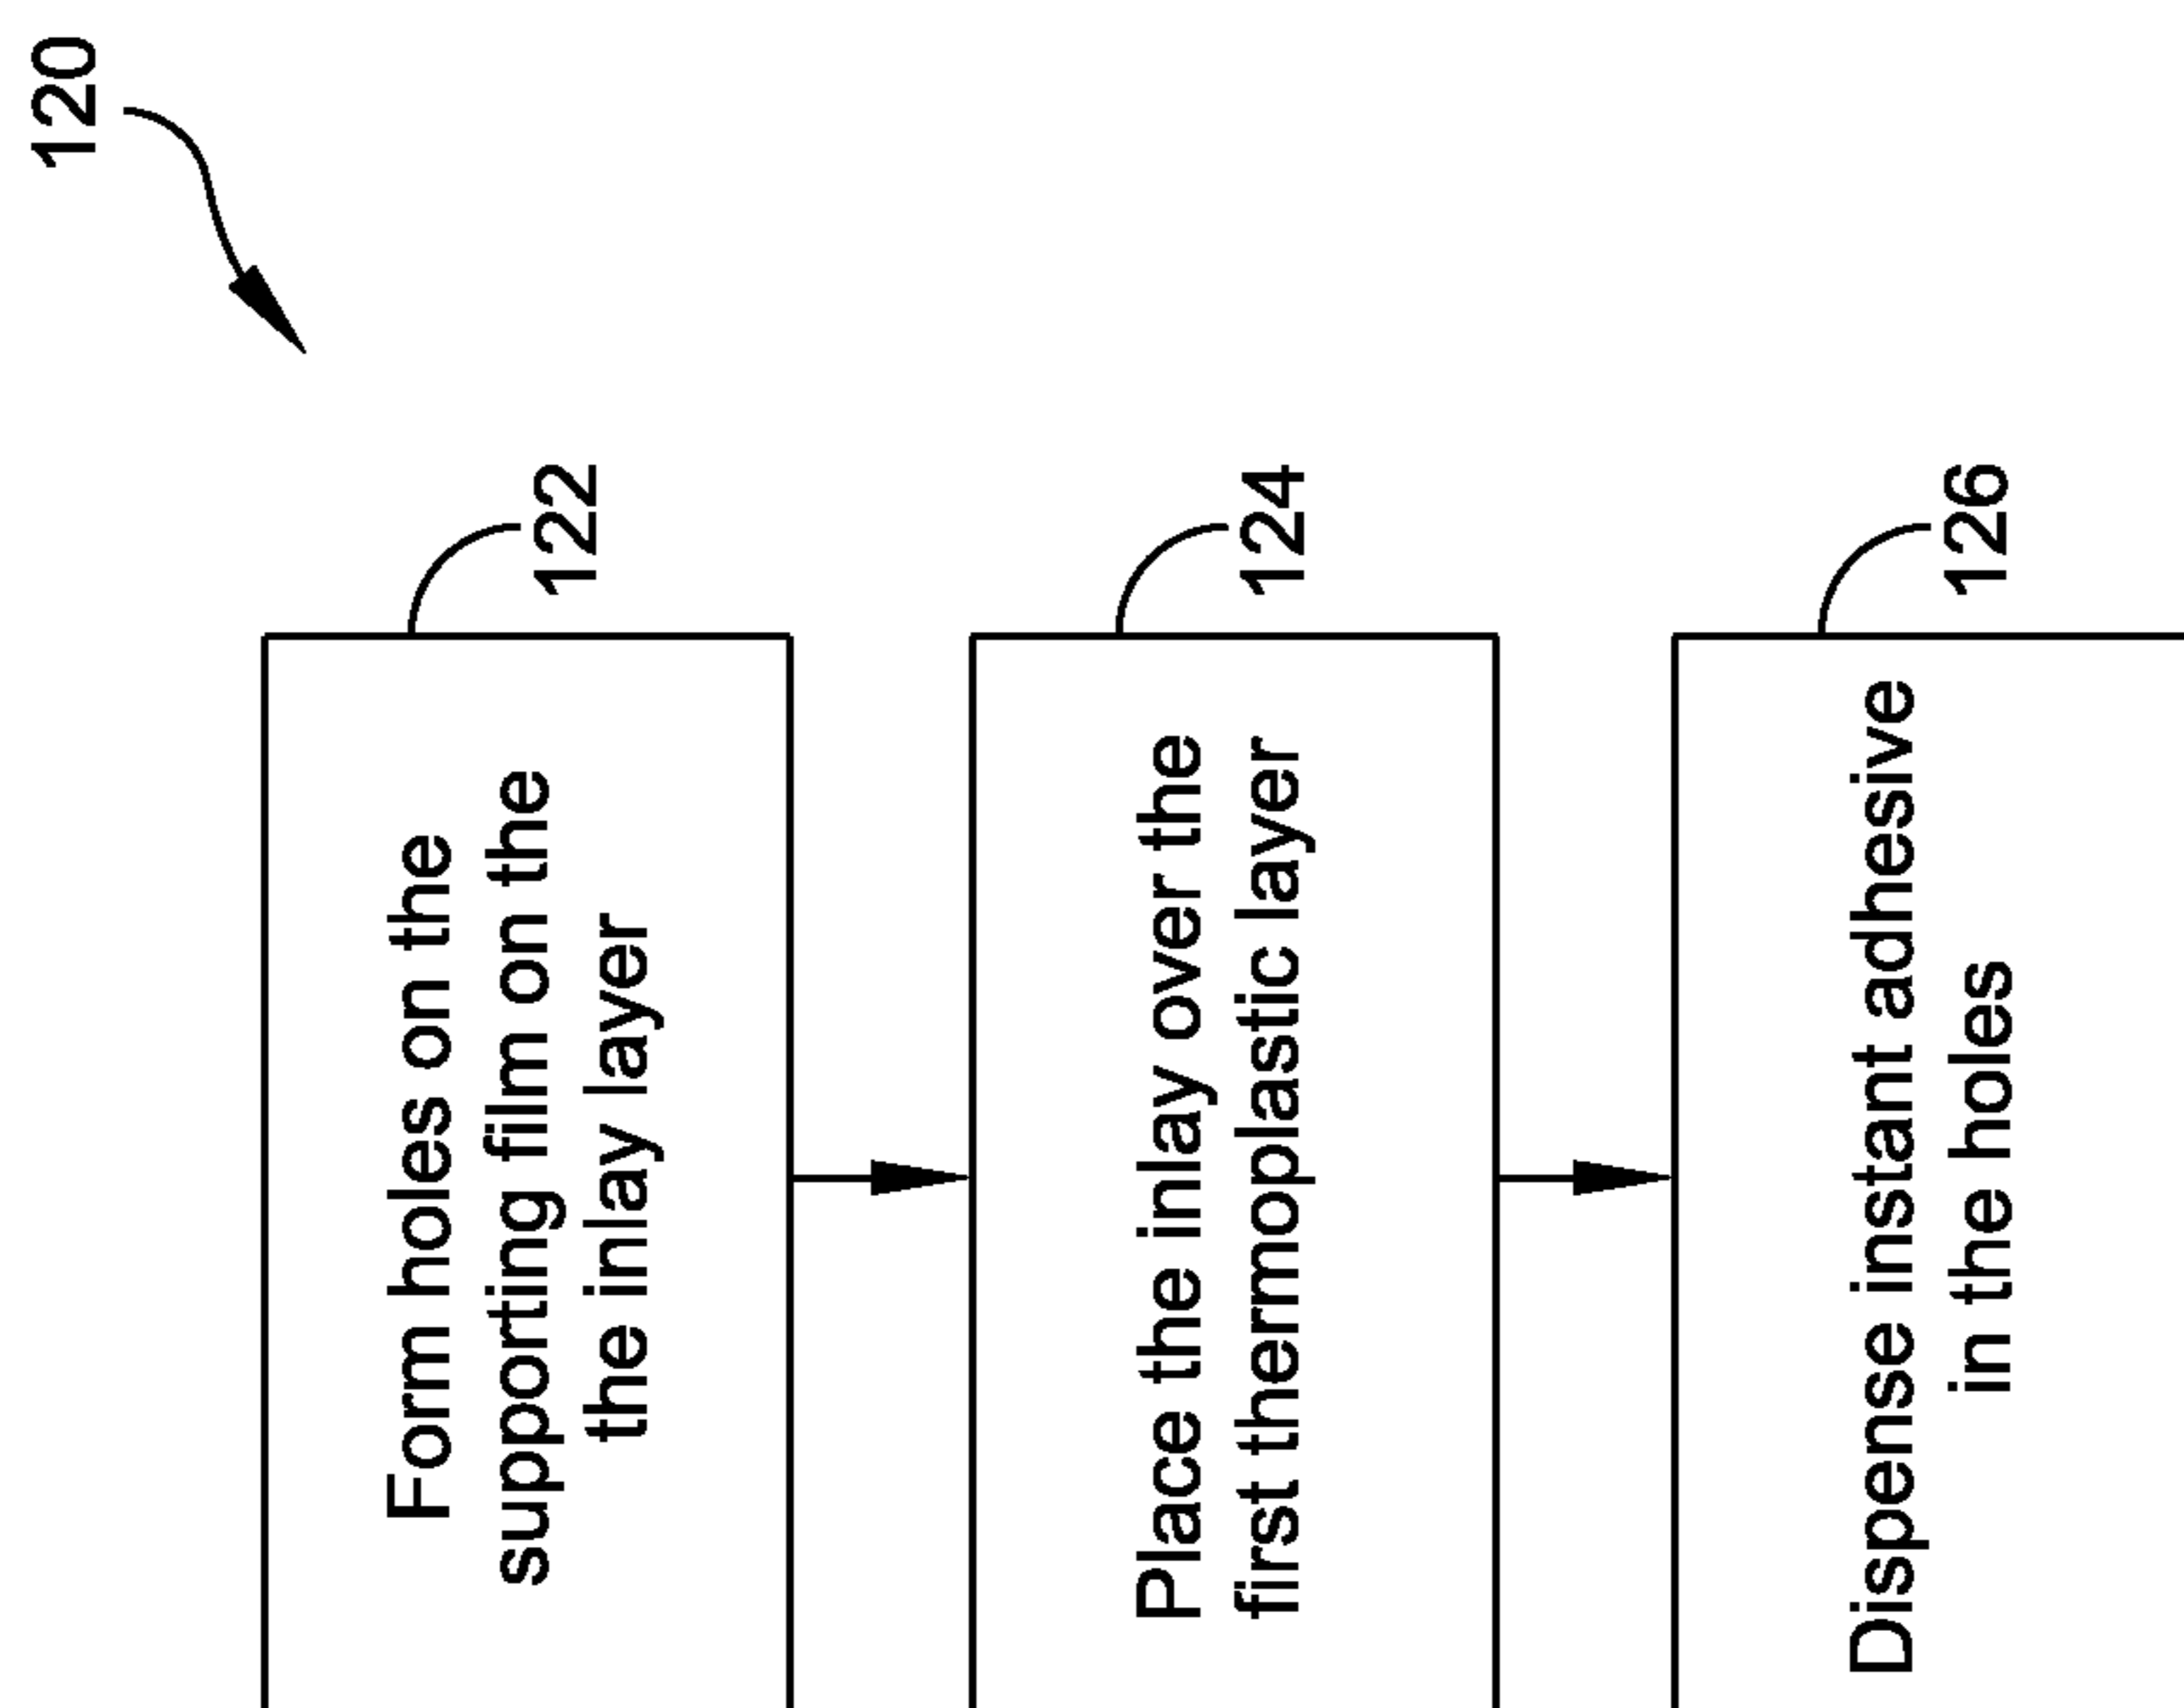 120
Form holes on the
supporting film on the
the inlay layer
122
Place the inlay over the
first thermoplastic layer
124
Dispense instant adhesive
in the holes
126